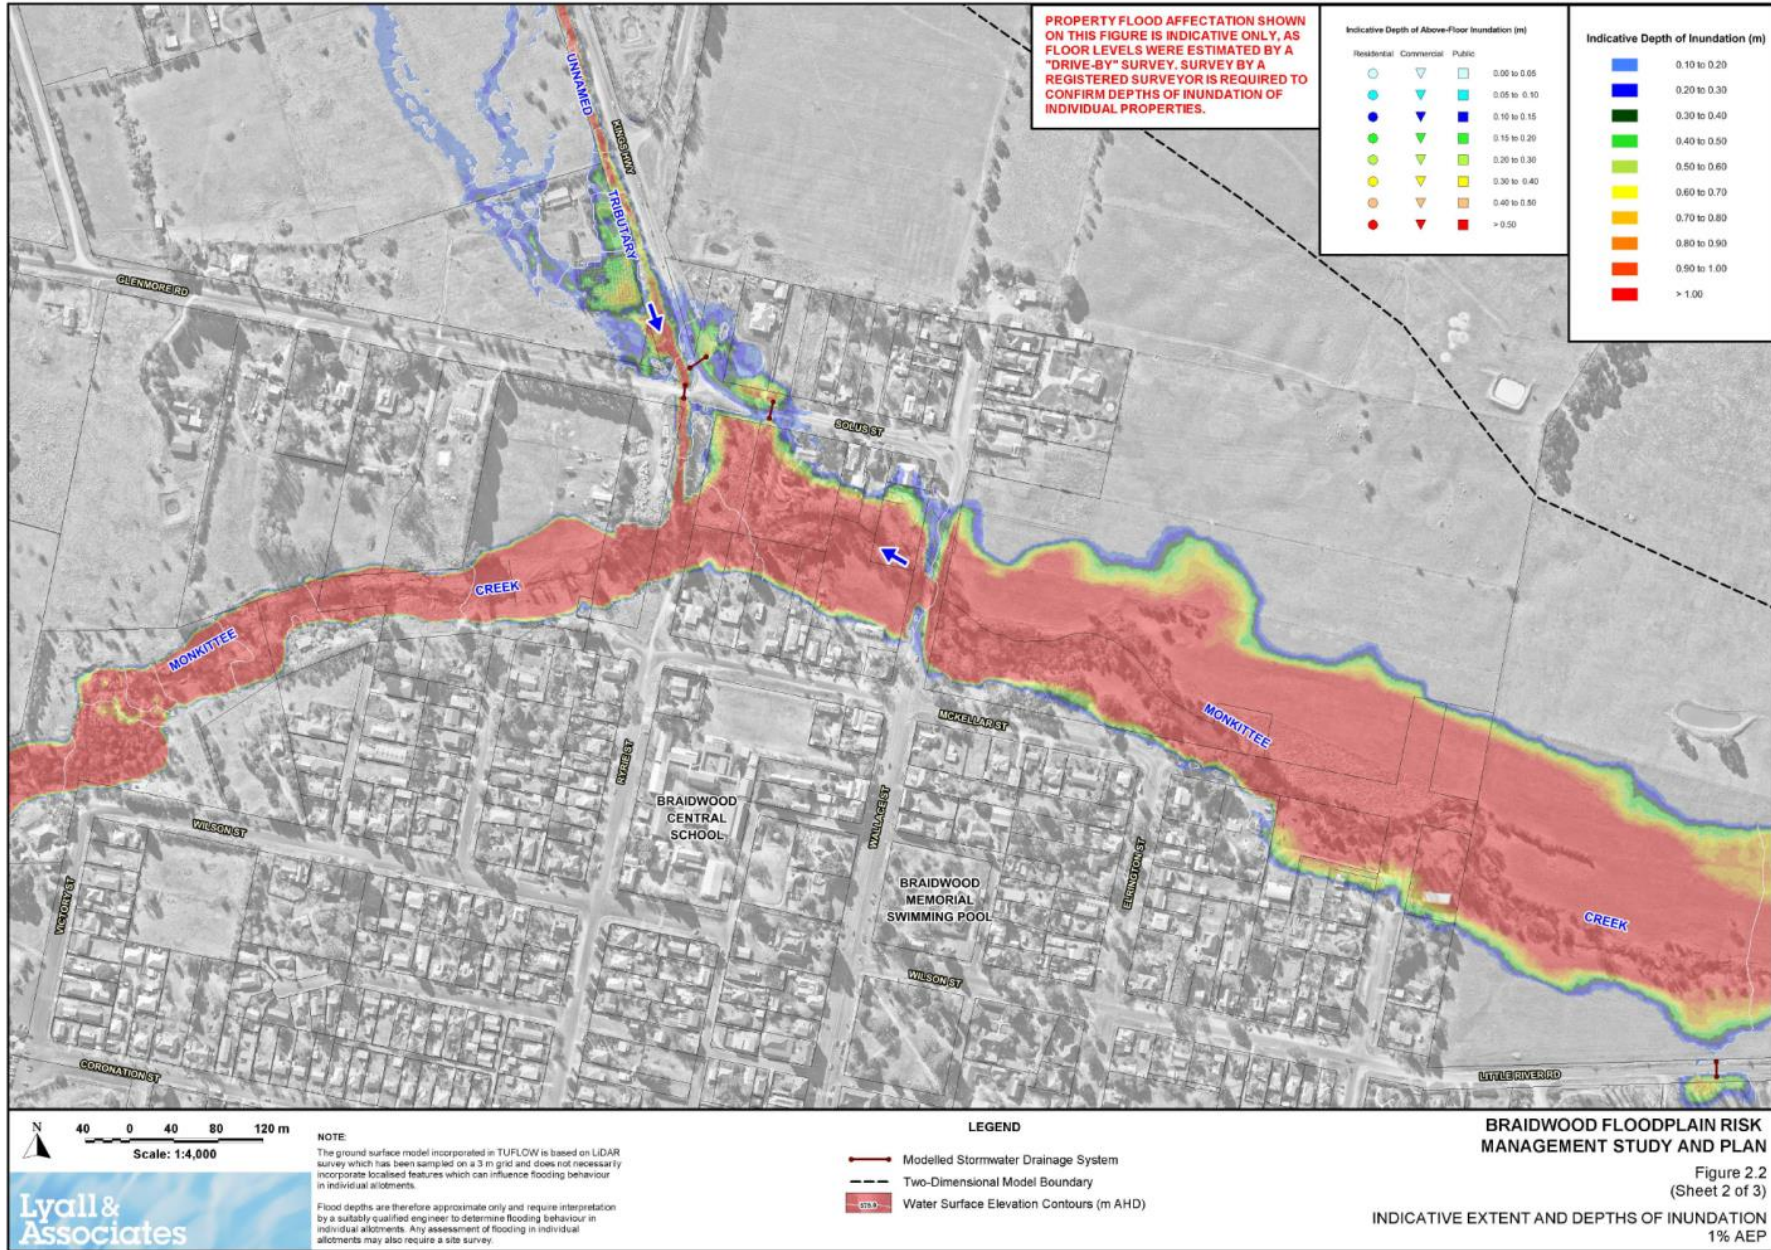 PROPERTY FLOOD AFFECTATION SHOWN
ON THIS FIGURE IS INDICATIVE ONLY, AS
FLOOR LEVELS WERE ESTIMATED BY A
"DRIVE-BY" SURVEY. SURVEY BY A
REGISTERED SURVEYOR IS REQUIRED TO
CONFIRM DEPTHS OF INUNDATION OF
INDIVIDUAL PROPERTIES.
Indicative Depth of Above-Floor Inundation (m)
Residential Commercial Public
0.00 to 0.05
0.05 to 0.10
0.10 to 0.15
0.15 to 0.20
0.20 to 0.30
0.30 to 0.40
0.40 to 0.50
> 0.50
Indicative Depth of Inundation (m)
0.10 to 0.20
0.20 to 0.30
0.30 to 0.40
0.40 to 0.50
0.50 to 0.60
0.60 to 0.70
0.70 to 0.80
0.80 to 0.90
0.90 to 1.00
> 1.00
UNNAMED
KINGS HWY
TRIBUTARY
GLENMORE RD
SOLUS ST
CREEK
MONKITTEE
MONKITTEE
MCKELLAR ST
RYRIE ST
BRAIDWOOD
CENTRAL
SCHOOL
WALLACE ST
WILSON ST
VICTORY ST
BRAIDWOOD
MEMORIAL
SWIMMING POOL
ELRINGTON ST
CREEK
WILSON ST
CORONATION ST
LITTLE RIVER RD
N
40 0 40 80 120 m
Scale: 1:4,000
Lyall &
Associates
NOTE:
The ground surface model incorporated in TUFLOW is based on LiDAR
survey which has been sampled on a 3 m grid and does not necessarily
incorporate localised features which can influence flooding behaviour
in individual allotments.
Flood depths are therefore approximate only and require interpretation
by a suitably qualified engineer to determine flooding behaviour in
individual allotments. Any assessment of flooding in individual
allotments may also require a site survey.
LEGEND
Modelled Stormwater Drainage System
Two-Dimensional Model Boundary
Water Surface Elevation Contours (m AHD)
BRAIDWOOD FLOODPLAIN RISK
MANAGEMENT STUDY AND PLAN
Figure 2.2
(Sheet 2 of 3)
INDICATIVE EXTENT AND DEPTHS OF INUNDATION
1% AEP